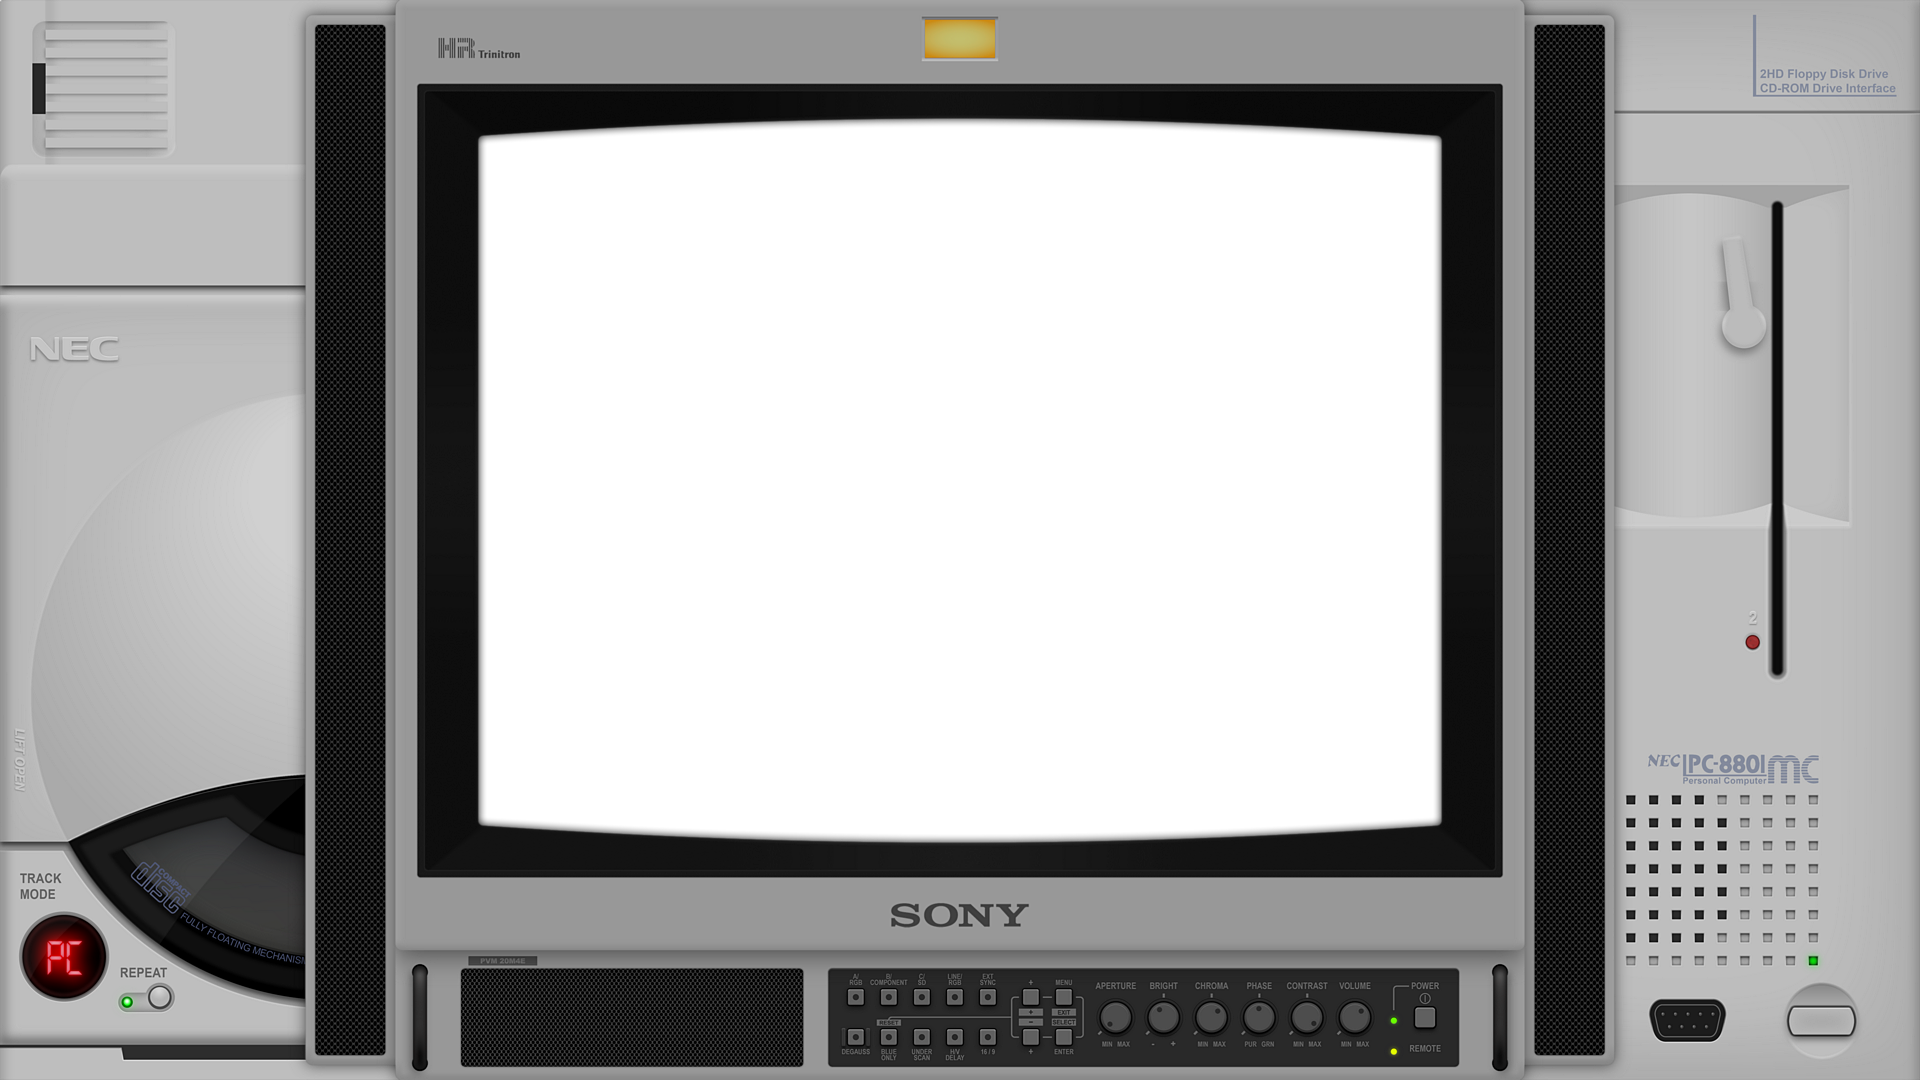 HR Trinitron
2HD Floppy Disk Drive
CD-ROM Drive Interface
NEC
LIFT OPEN
2
NEC PC-8801 mc
Personal Computer
TRACK
MODE
PC
REPEAT
COMPACT
disc
FULLY FLOATING MECHANISM
SONY
PVM 20M4E
A/
RGB
B/
COMPONENT
C/
SD
LINE/
RGB
EXT
SYNC
+
MENU
RESET
+
-
EXIT
SELECT
DEGAUSS
BLUE
ONLY
UNDER
SCAN
H/V
DELAY
16 / 9
+
ENTER
APERTURE
MIN MAX
BRIGHT
- +
CHROMA
MIN MAX
PHASE
PUR GRN
CONTRAST
MIN MAX
VOLUME
MIN MAX
POWER
REMOTE